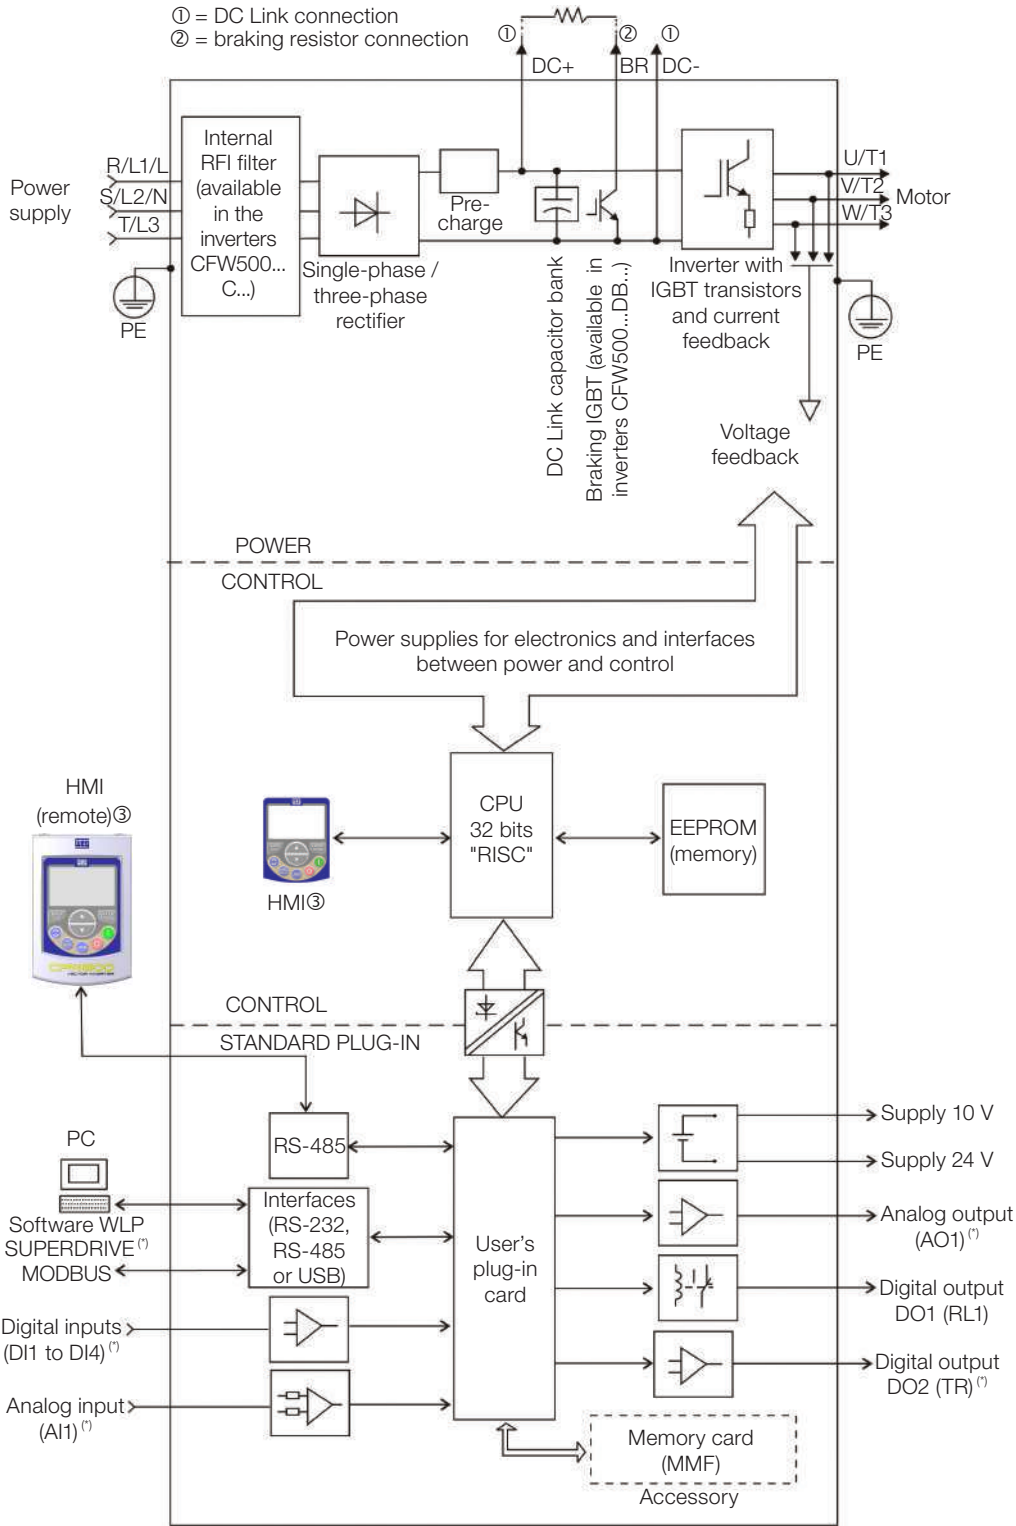 ① = DC Link connection
② = braking resistor connection
① ② ①
DC+ BR DC-
Power
supply
R/L1/L
S/L2/N
T/L3
PE
Internal
RFI filter
(available
in the
inverters
CFW500...
C...)
Single-phase /
three-phase
rectifier
Pre-
charge
DC Link capacitor bank
Braking IGBT (available in
inverters CFW500...DB...)
Inverter with
IGBT transistors
and current
feedback
U/T1
V/T2
W/T3
Motor
PE
Voltage
feedback
POWER
CONTROL
Power supplies for electronics and interfaces
between power and control
HMI
(remote)③
HMI③
CPU
32 bits
"RISC"
EEPROM
(memory)
CONTROL
STANDARD PLUG-IN
RS-485
PC
Software WLP
SUPERDRIVE (*)
MODBUS
Interfaces
(RS-232,
RS-485
or USB)
Digital inputs
(DI1 to DI4) (*)
Analog input
(AI1) (*)
User's
plug-in
card
Supply 10 V
Supply 24 V
Analog output
(AO1) (*)
Digital output
DO1 (RL1)
Digital output
DO2 (TR) (*)
Memory card
(MMF)
Accessory